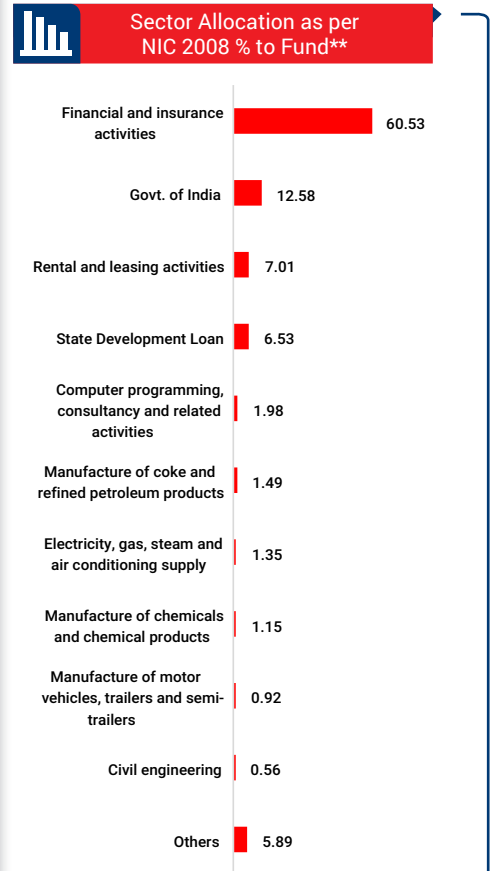 Sector Allocation as per
NIC 2008 % to Fund**
Financial and insurance
activities
60.53
Govt. of India
12.58
Rental and leasing activities
7.01
State Development Loan
6.53
Computer programming,
consultancy and related
activities
1.98
Manufacture of coke and
refined petroleum products
1.49
Electricity, gas, steam and
air conditioning supply
1.35
Manufacture of chemicals
and chemical products
1.15
Manufacture of motor
vehicles, trailers and semi-
trailers
0.92
Civil engineering
0.56
Others
5.89